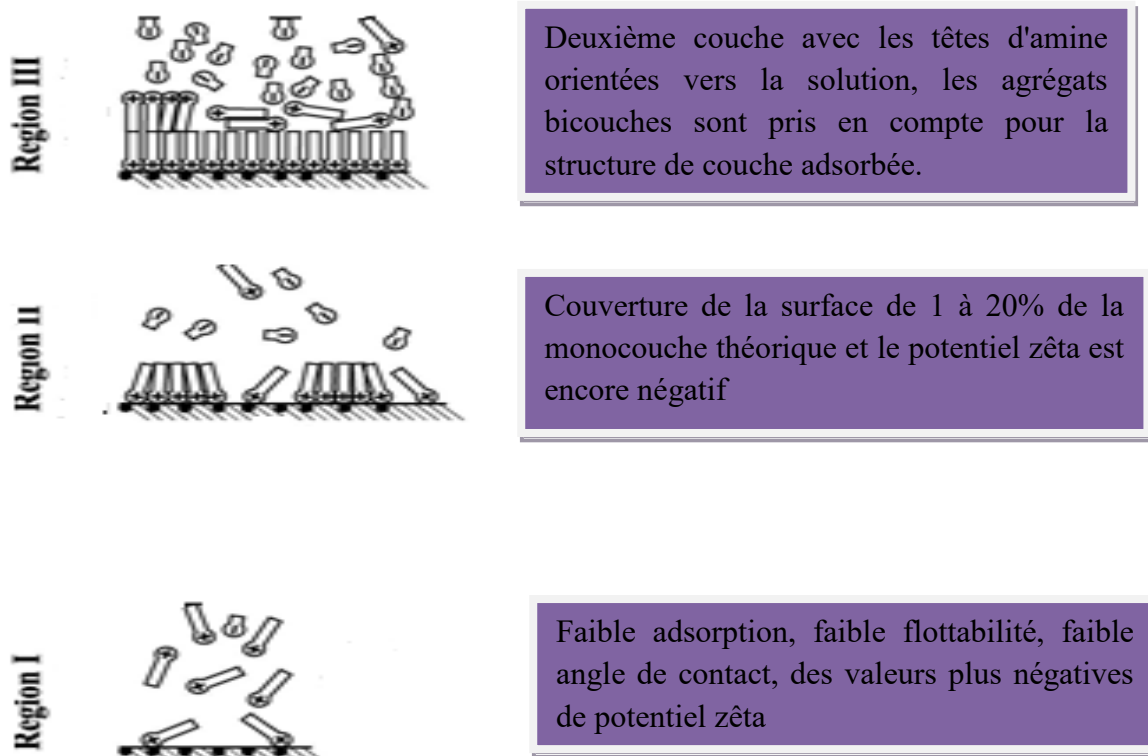 Region III
Deuxième couche avec les têtes d'amine
orientées vers la solution, les agrégats
bicouches sont pris en compte pour la
structure de couche adsorbée.
Region II
Couverture de la surface de 1 à 20% de la
monocouche théorique et le potentiel zêta est
encore négatif
Region I
Faible adsorption, faible flottabilité, faible
angle de contact, des valeurs plus négatives
de potentiel zêta